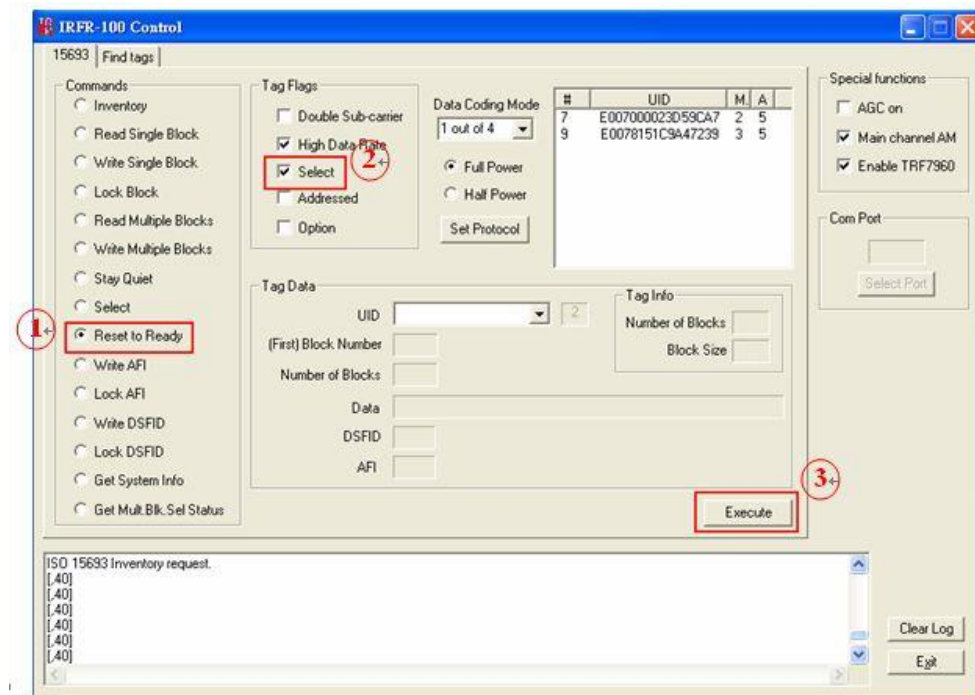 IRFR-100 Control
15693
Find tags
Commands
Inventory
Read Single Block
Write Single Block
Lock Block
Read Multiple Blocks
Write Multiple Blocks
Stay Quiet
Select
1
Reset to Ready
Write AFI
Lock AFI
Write DSFID
Lock DSFID
Get System Info
Get Mult.Blk.Sel Status
Tag Flags
Double Sub-carrier
High Data Rate
2
Select
Addressed
Option
Data Coding Mode
1 out of 4
Full Power
Half Power
Set Protocol
# UID M. A
7 E007000023D59CA7 2 5
9 E0078151C9A47239 3 5
Special functions
AGC on
Main channel AM
Enable TRF7960
Com Port
Select Port
Tag Data
UID
2
(First) Block Number
Number of Blocks
Data
DSFID
AFI
Tag Info
Number of Blocks
Block Size
3
Execute
ISO 15693 Inventory request.
[,40]
[,40]
[,40]
[,40]
[,40]
[,40]
Clear Log
Exit